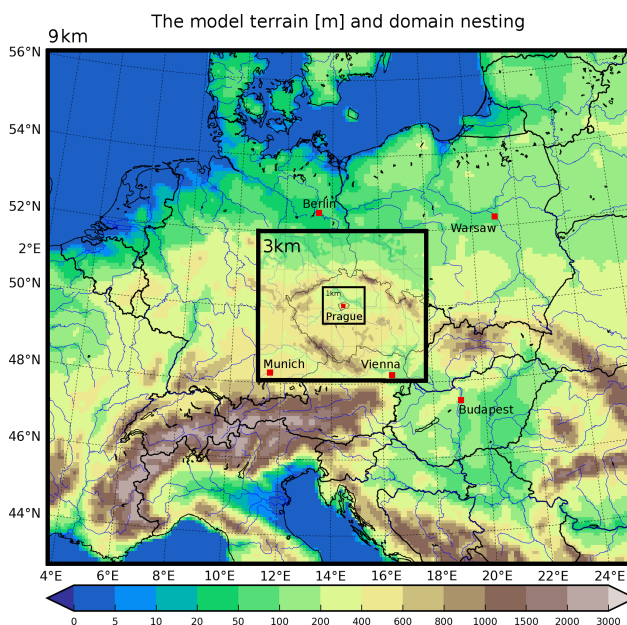 The model terrain [m] and domain nesting
9km
56°N
54°N
52°N
2°E
50°N
48°N
46°N
44°N
Berlin
Warsaw
3km
1km
Prague
Munich
Vienna
Budapest
4°E 6°E 8°E 10°E 12°E 14°E 16°E 18°E 20°E 22°E 24°E
0 5 10 20 50 100 200 400 600 800 1000 1500 2000 3000